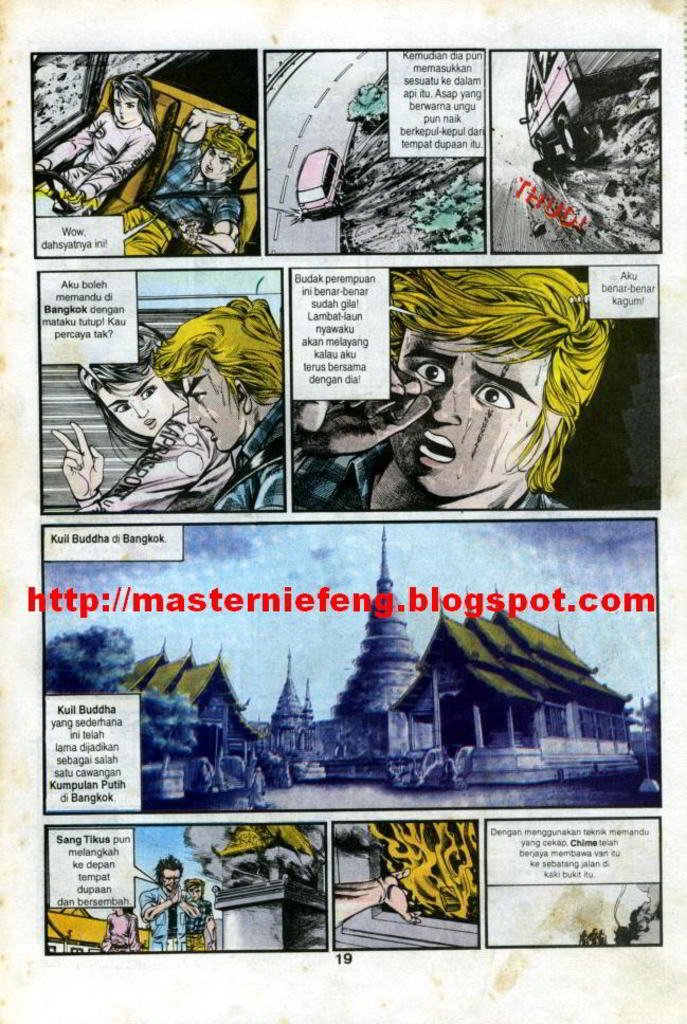 Wow,
dahsyatnya ini!
Kemudian dia pun
memasukkan
sesuatu ke dalam
api itu. Asap yang
berwarna ungu
pun naik
berkepul-kepul dari
tempat dupaan itu.
THUD!
Aku boleh
memandu di
Bangkok dengan
mataku tutup! Kau
percaya tak?
Budak perempuan
ini benar-benar
sudah gila!
Lambat-laun
nyawaku
akan melayang
kalau aku
terus bersama
dengan dia!
Aku
benar-benar
kagum!
Kuil Buddha di Bangkok.
http://masterniefeng.blogspot.com
Kuil Buddha
yang sederhana
ini telah
lama dijadikan
sebagai salah
satu cawangan
Kumpulan Putih
di Bangkok.
Sang Tikus pun
melangkah
ke depan
tempat
dupaan
dan bersembah.
Dengan menggunakan teknik memandu
yang cekap, Chime telah
berjaya membawa van itu
ke sebatang jalan di
kaki bukit itu.
19